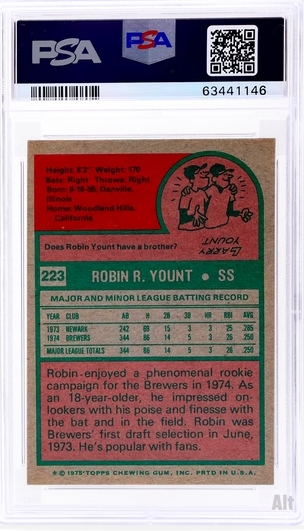 PSA
PSA
63441146
Height: 6'2" Weight: 170
Bats: Right Throws: Right
Born: 9-16-55, Danville,
Illinois
Home: Woodland Hills,
California
LARRY
YOUNT
Does Robin Yount have a brother?
223 ROBIN R. YOUNT • SS
MAJOR AND MINOR LEAGUE BATTING RECORD
YEAR CLUB AB H 2B 3B HR RBI AVG
1973 NEWARK 242 69 15 3 3 25 285
1974 BREWERS 344 86 14 5 3 26 250
MAJOR LEAGUE TOTALS 344 86 14 5 3 26 250
Robin enjoyed a phenomenal rookie
campaign for the Brewers in 1974. As
an 18-year-older, he impressed on-
lookers with his poise and finesse with
the bat and in the field. Robin was
Brewers' first draft selection in June,
1973. He's popular with fans.
* © 1975 TOPPS CHEWING GUM, INC. PRTD IN U.S.A.
Alt